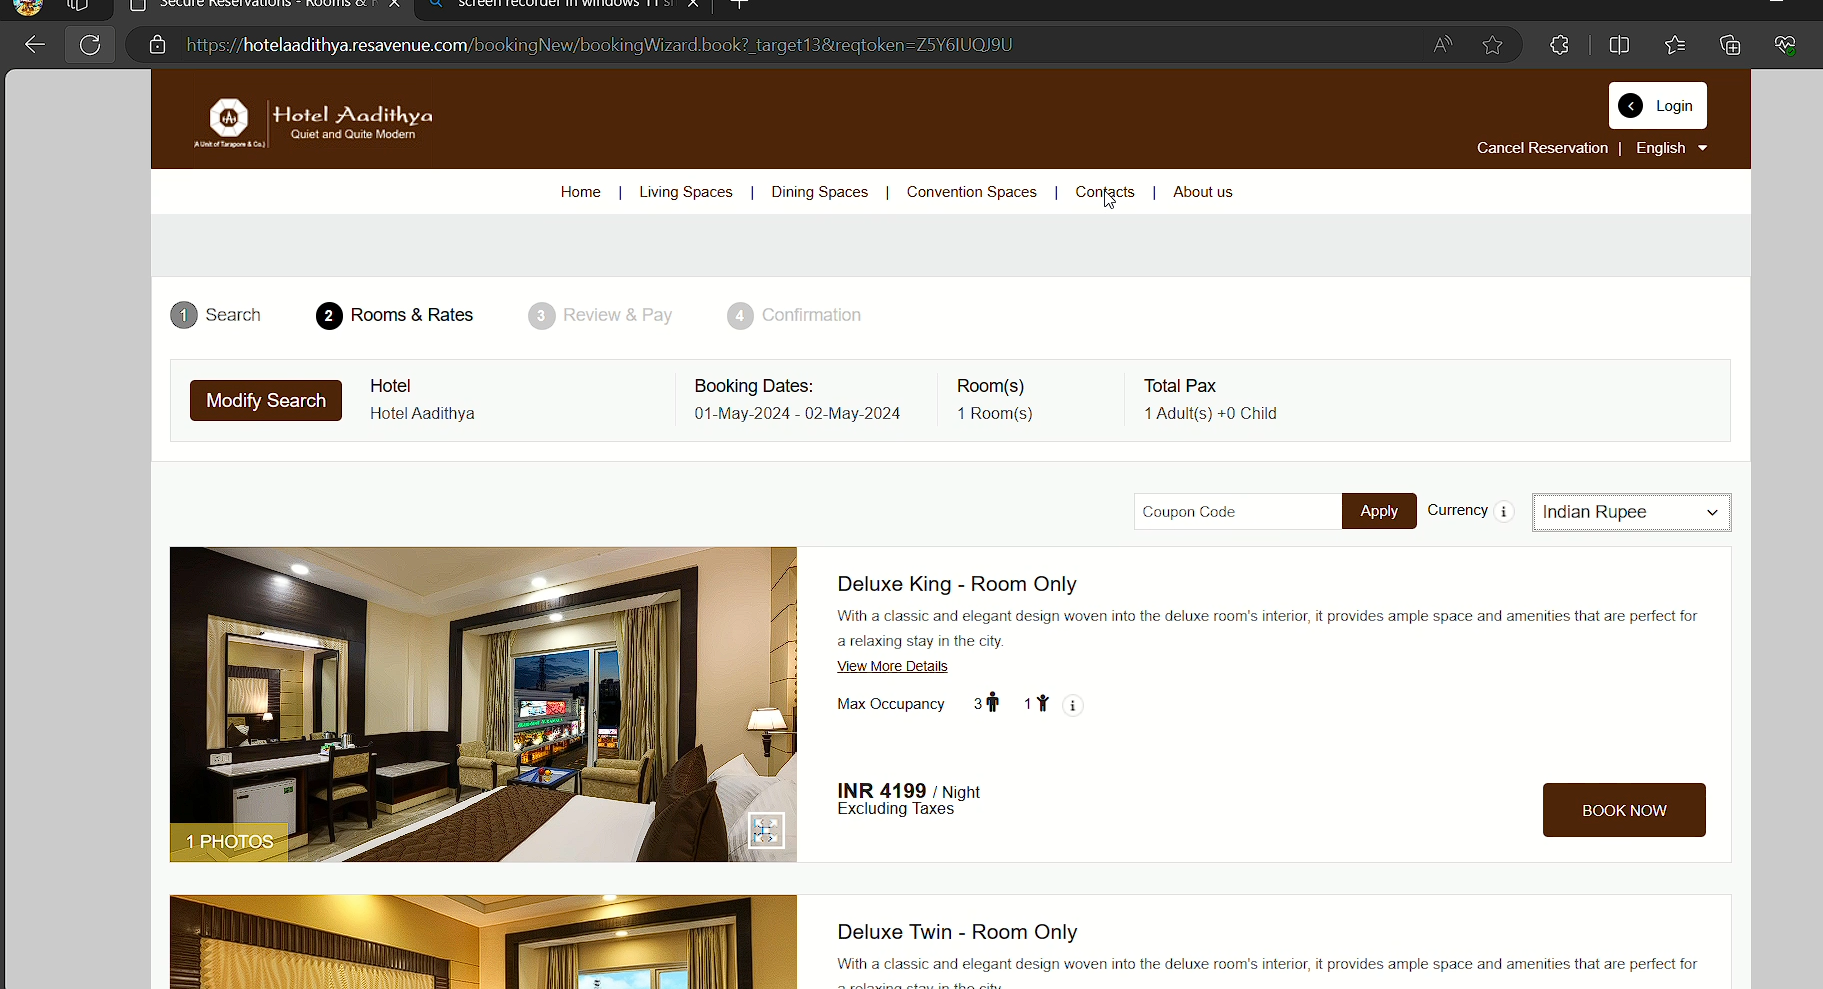 Secure Reservations - Rooms & R
screen recorder in windows 11 sh
https://hotelaadithya.resavenue.com/bookingNew/bookingWizard.book?_target13&reqtoken=Z5Y6IUQJ9U
Hotel Aadithya
Quiet and Quite Modern
(A Unit of Tarapore & Co.)
Login
Cancel Reservation | English
Home | Living Spaces | Dining Spaces | Convention Spaces | Contacts | About us
1 Search 2 Rooms & Rates 3 Review & Pay 4 Confirmation
Modify Search
Hotel
Hotel Aadithya
Booking Dates:
01-May-2024 - 02-May-2024
Room(s)
1 Room(s)
Total Pax
1 Adult(s) +0 Child
Coupon Code Apply Currency i Indian Rupee
Deluxe King - Room Only
With a classic and elegant design woven into the deluxe room's interior, it provides ample space and amenities that are perfect for
a relaxing stay in the city.
View More Details
Max Occupancy 3 1 i
INR 4199 / Night
Excluding Taxes
BOOK NOW
1 PHOTOS
Deluxe Twin - Room Only
With a classic and elegant design woven into the deluxe room's interior, it provides ample space and amenities that are perfect for
a relaxing stay in the city.